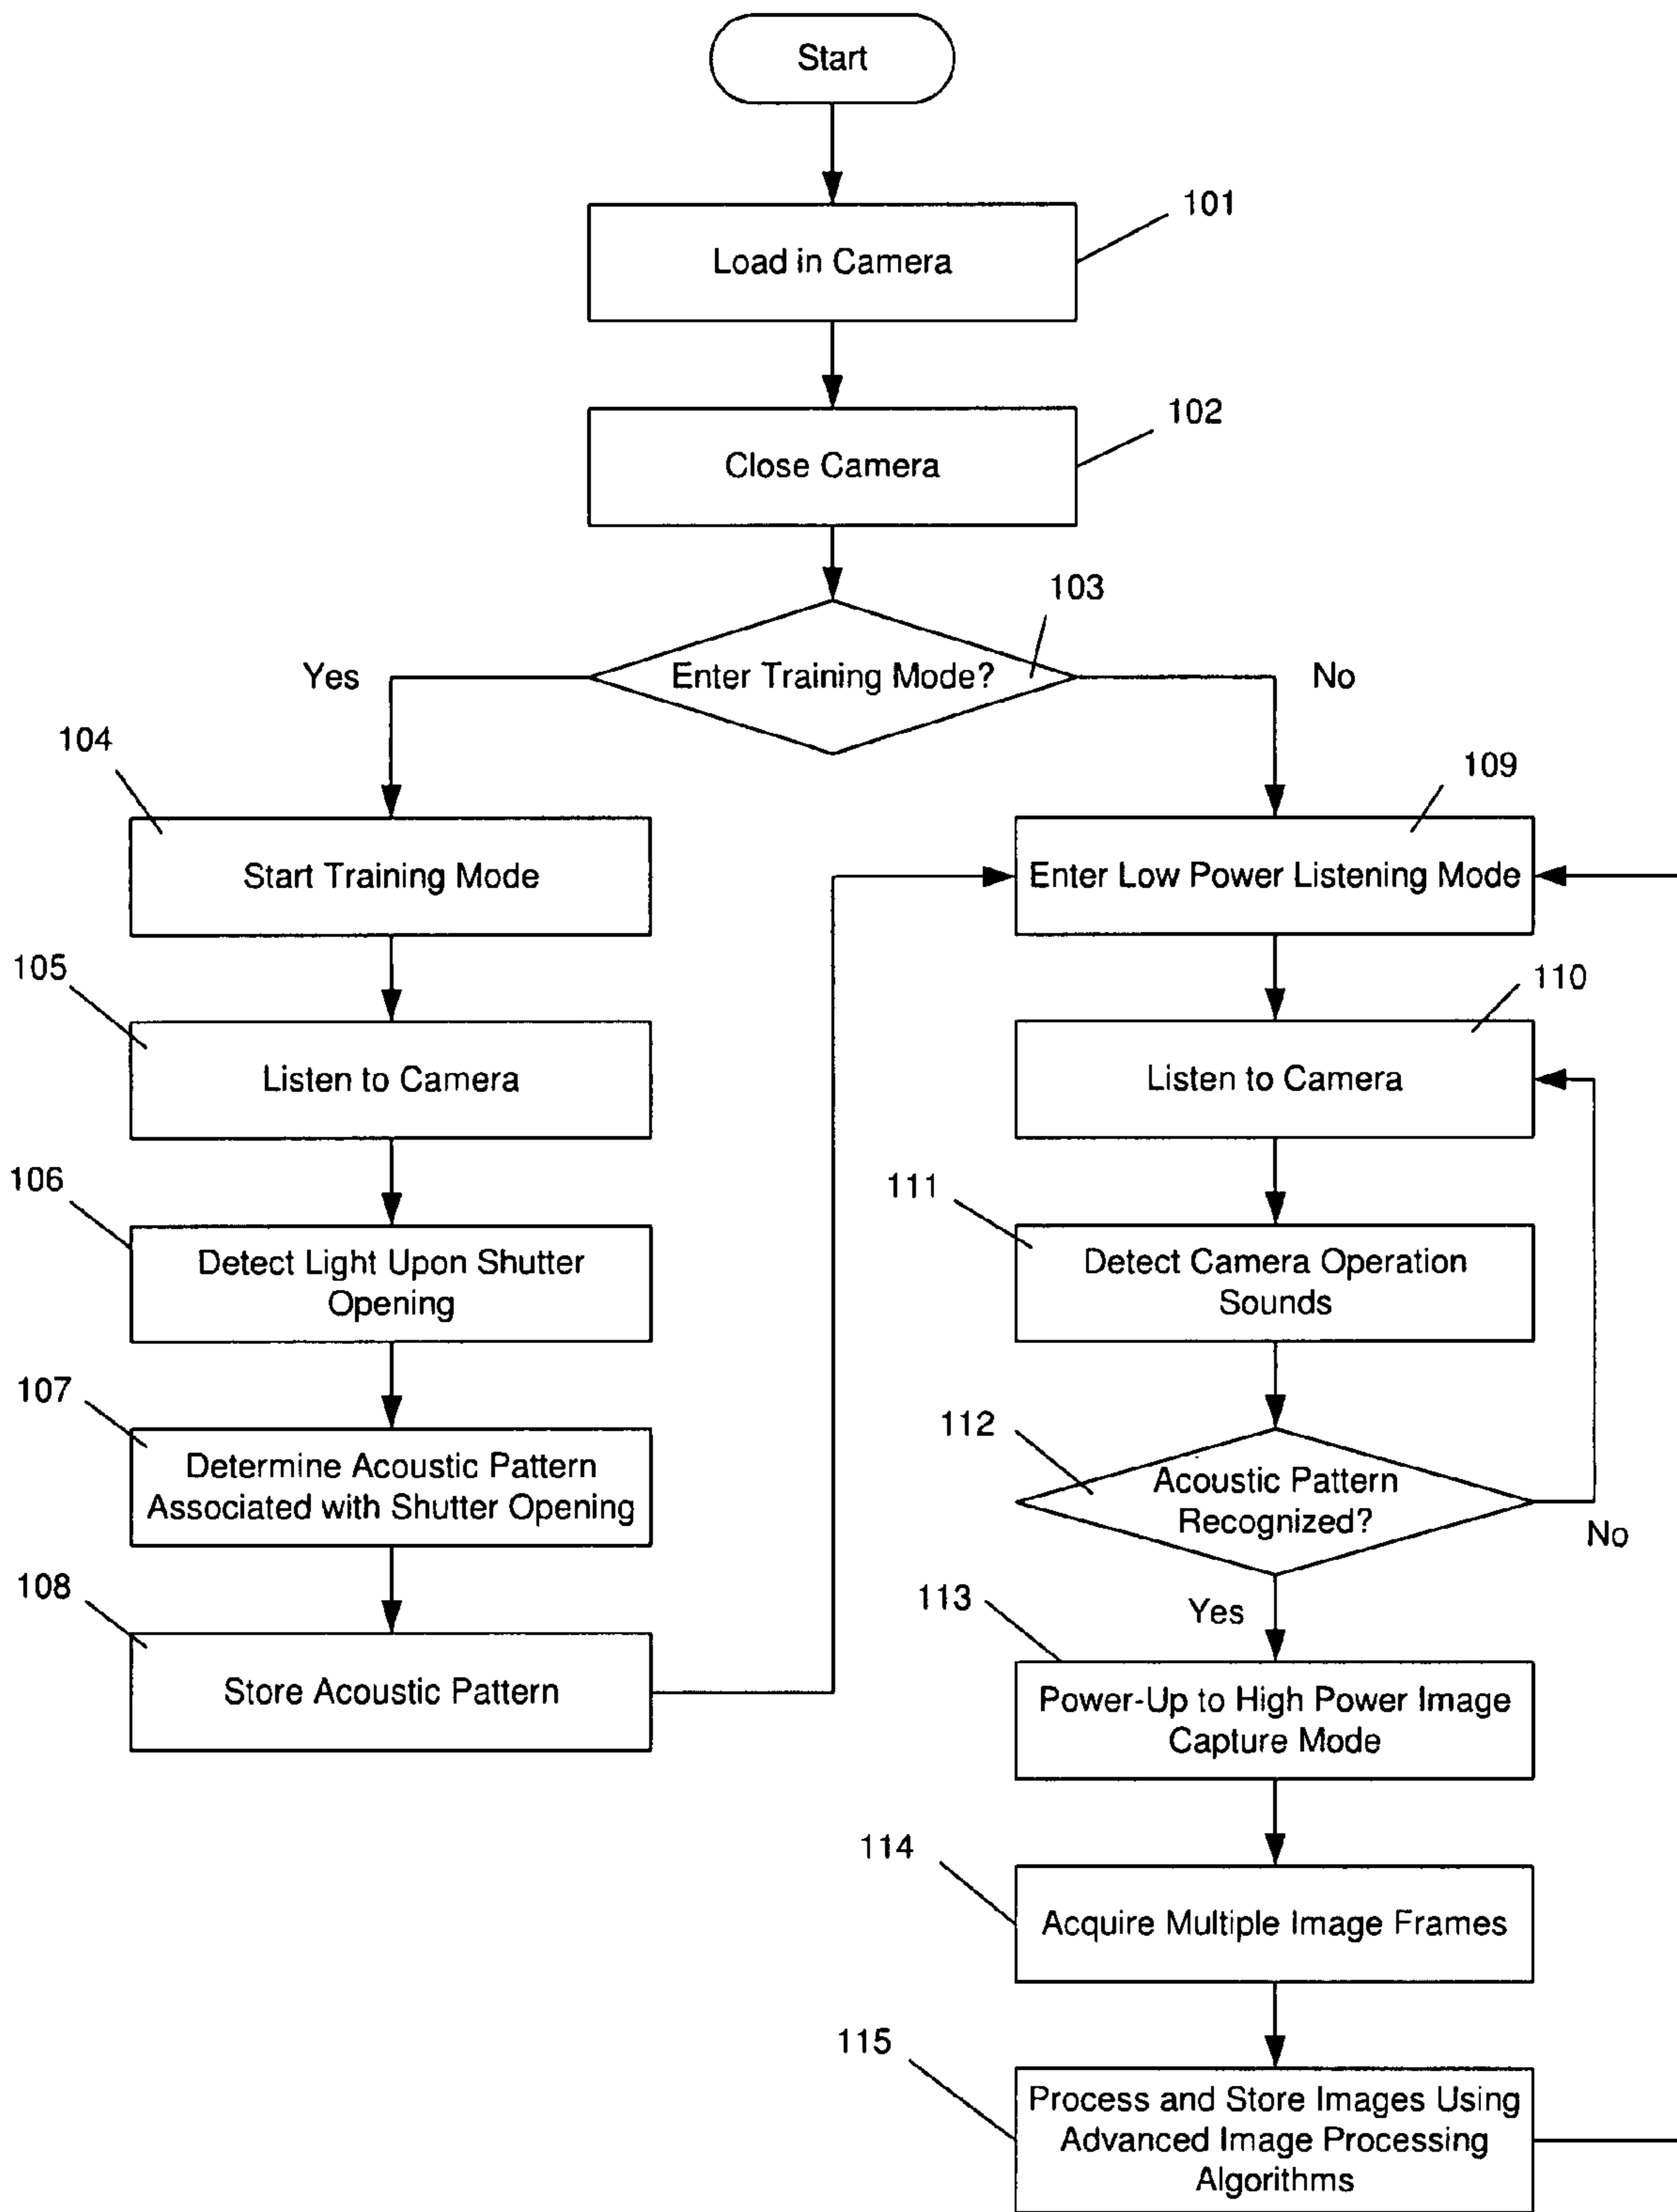 Start
101
Load in Camera
102
Close Camera
103
Enter Training Mode?
Yes
No
104
Start Training Mode
109
Enter Low Power Listening Mode
105
Listen to Camera
110
Listen to Camera
106
Detect Light Upon Shutter
Opening
111
Detect Camera Operation
Sounds
107
Determine Acoustic Pattern
Associated with Shutter Opening
112
Acoustic Pattern
Recognized?
No
Yes
108
Store Acoustic Pattern
113
Power-Up to High Power Image
Capture Mode
114
Acquire Multiple Image Frames
115
Process and Store Images Using
Advanced Image Processing
Algorithms